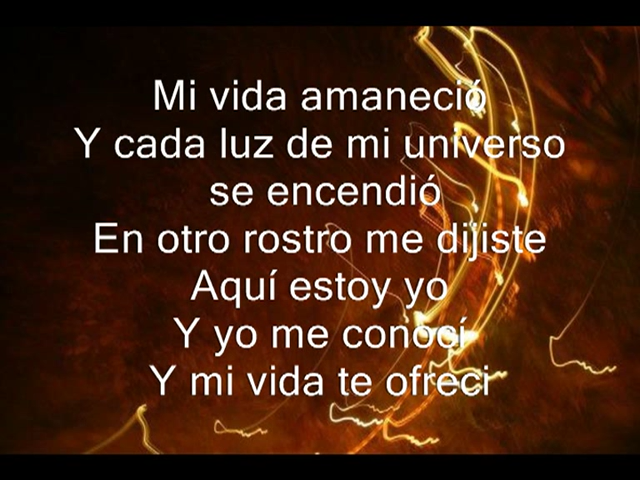 Mi vida amaneció
Y cada luz de mi universo
se encendió
En otro rostro me dijiste
Aquí estoy yo
Y yo me conocí
Y mi vida te ofreci